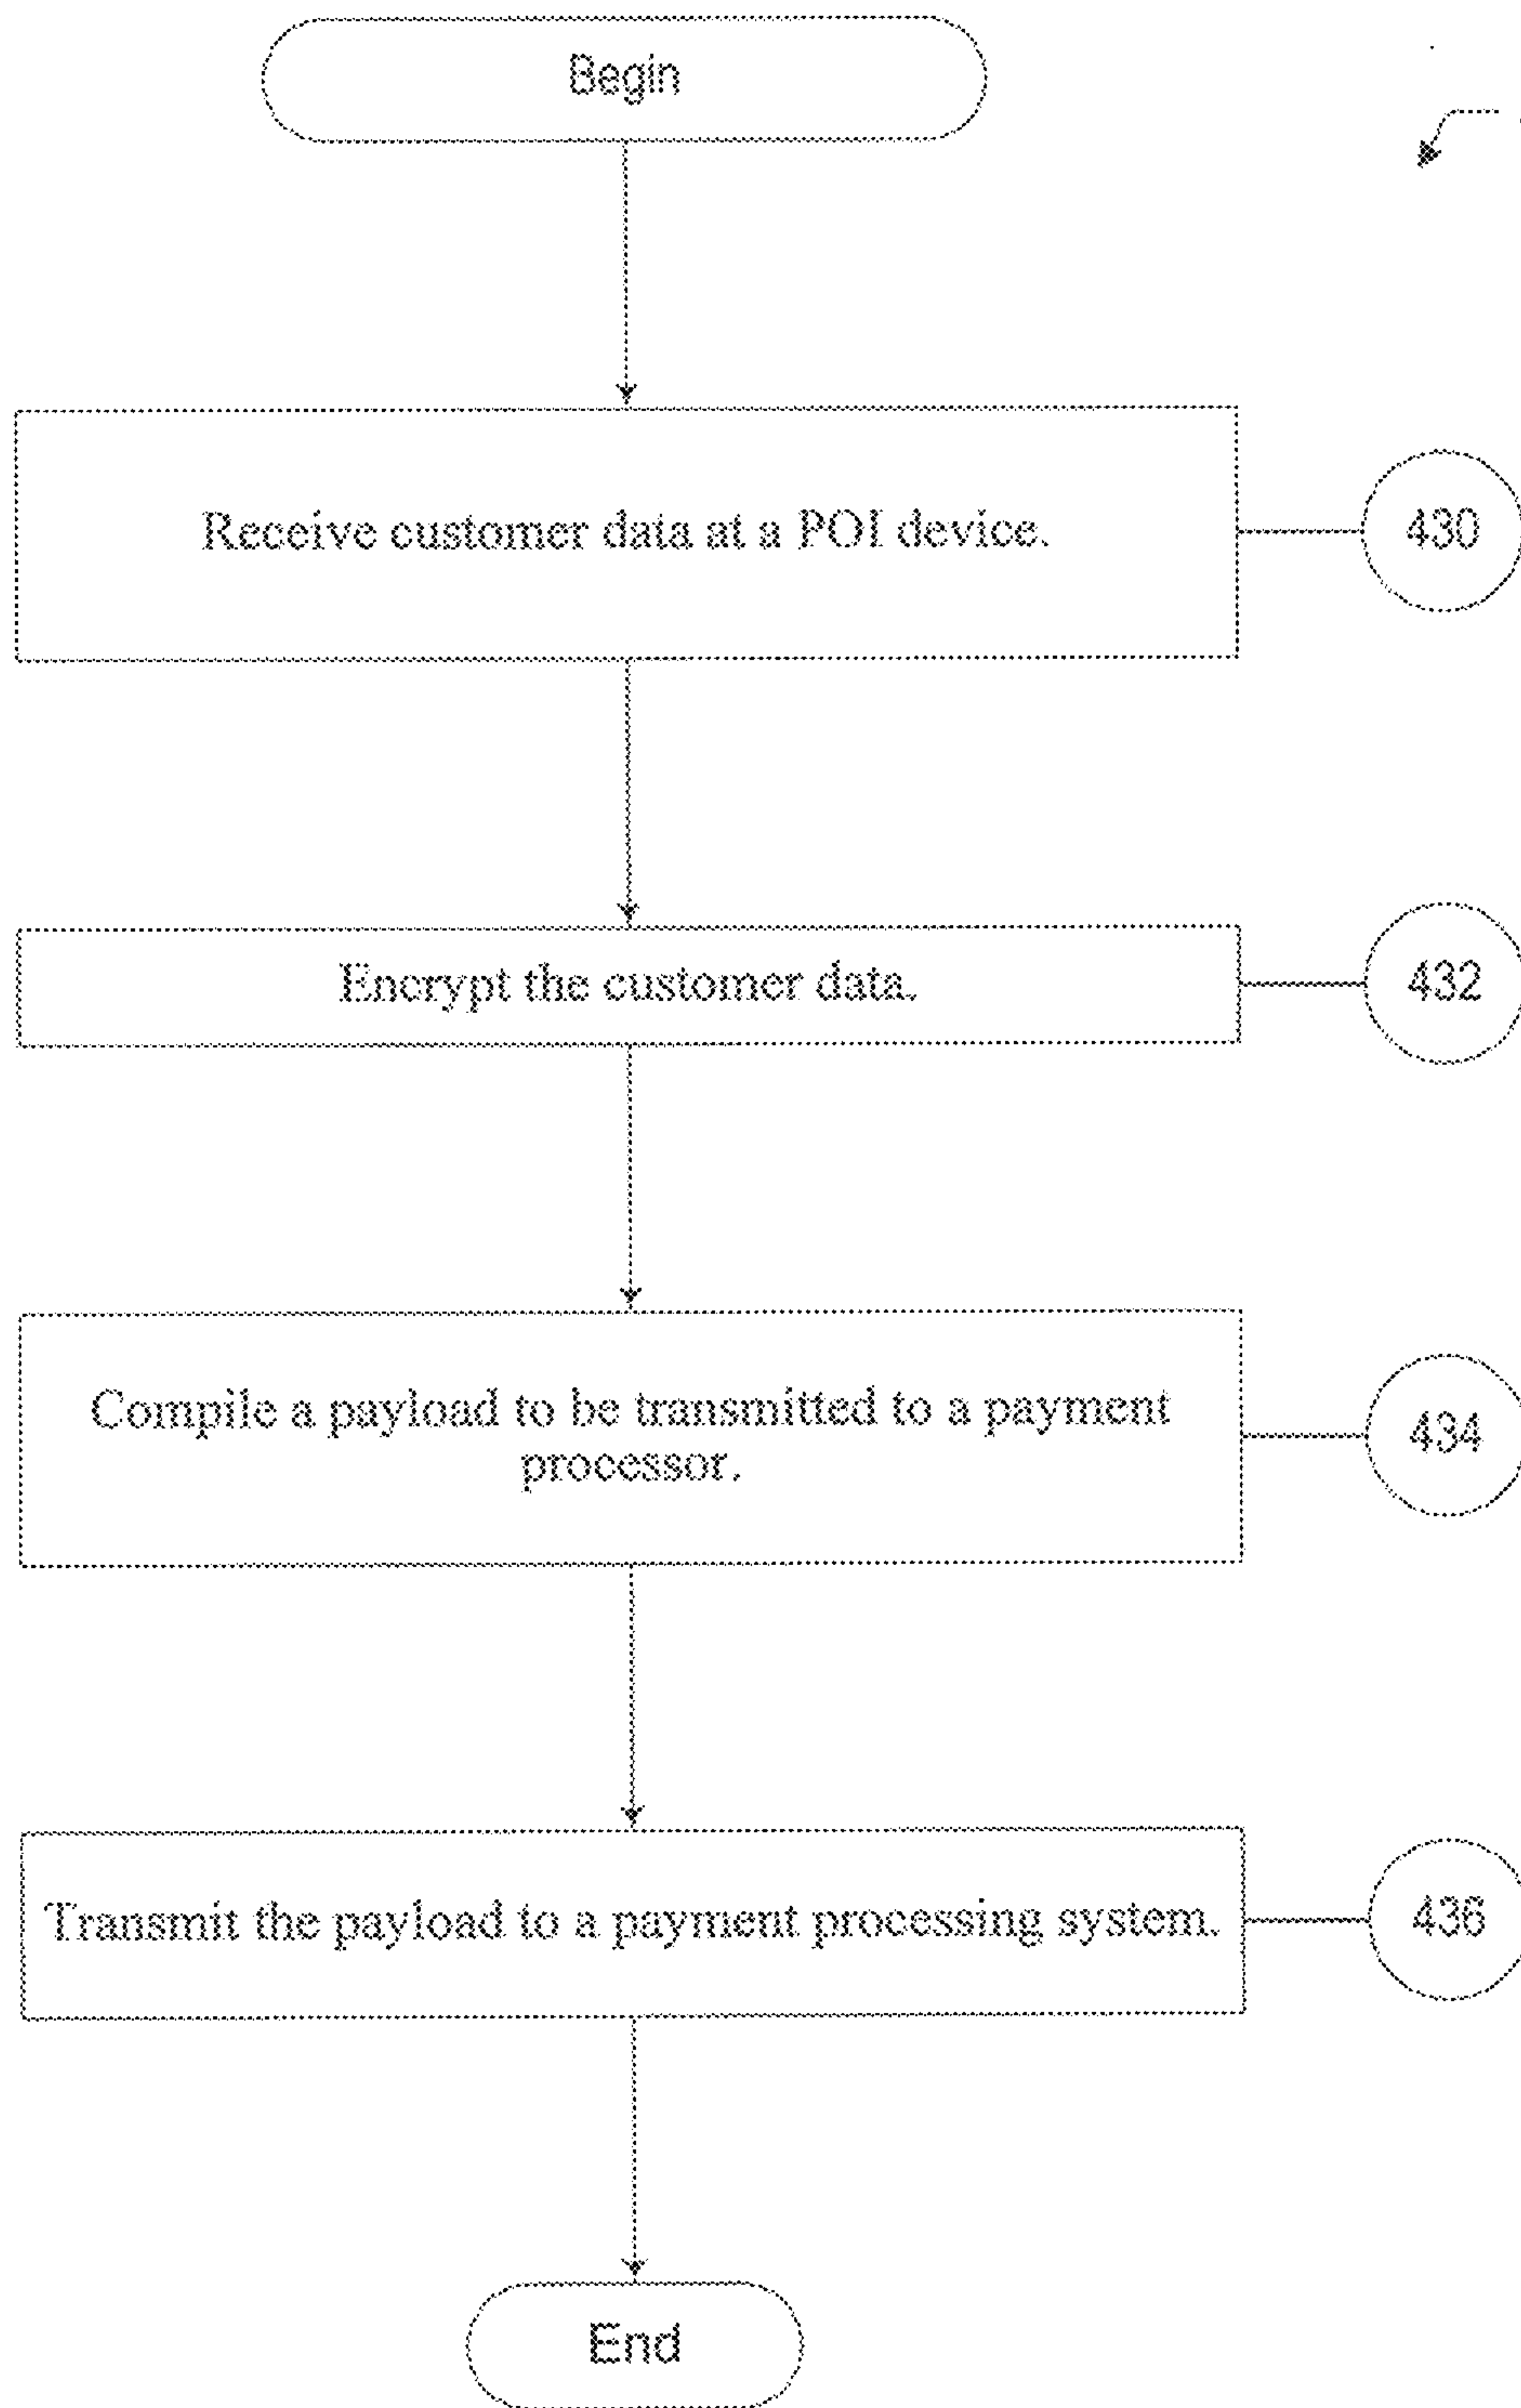 Begin
Receive customer data at a POI device.
430
Encrypt the customer data.
432
Compile a payload to be transmitted to a payment
processor.
434
Transmit the payload to a payment processing system.
436
End